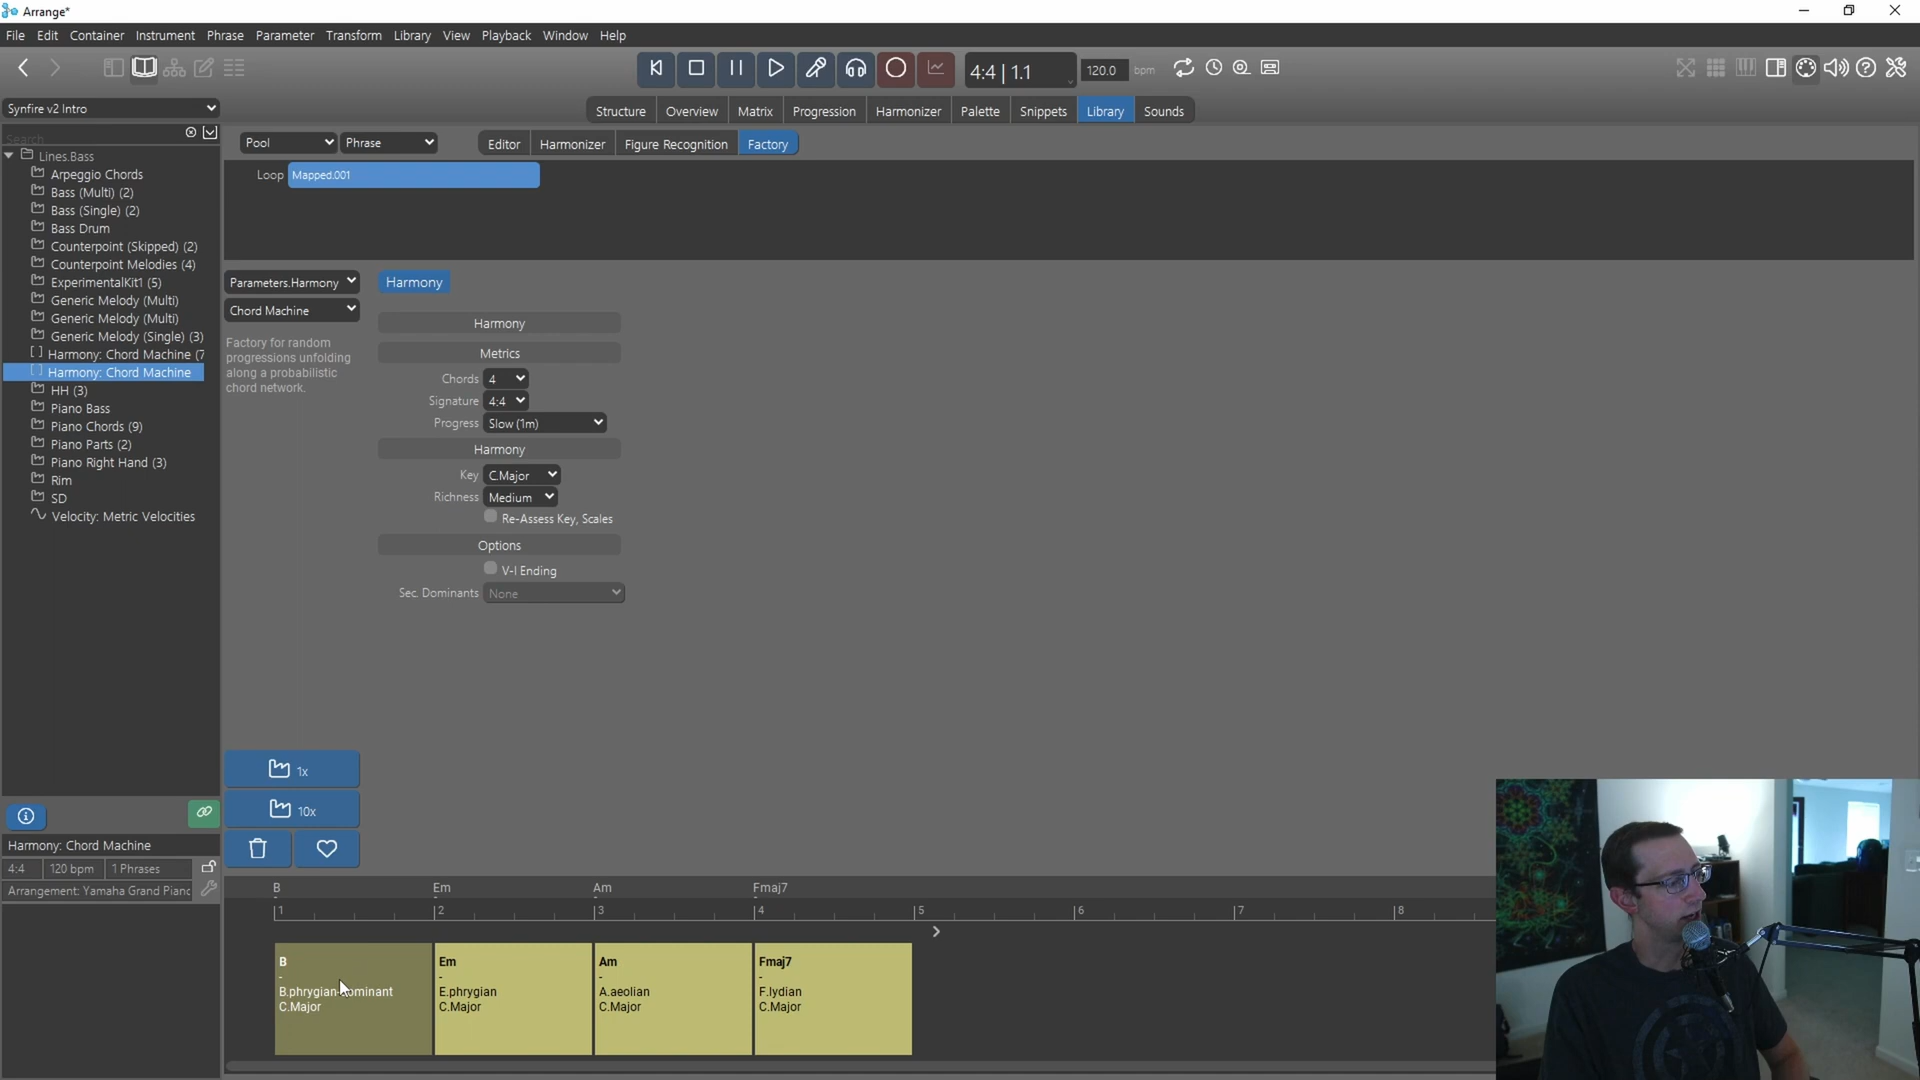 Arrange*
File Edit Container Instrument Phrase Parameter Transform Library View Playback Window Help
4:4 | 1.1 120.0 bpm
Synfire v2 Intro
Structure Overview Matrix Progression Harmonizer Palette Snippets Library Sounds
Search
Pool Phrase Editor Harmonizer Figure Recognition Factory
Lines.Bass
Arpeggio Chords
Bass (Multi) (2)
Bass (Single) (2)
Bass Drum
Counterpoint (Skipped) (2)
Counterpoint Melodies (4)
ExperimentalKit1 (5)
Generic Melody (Multi)
Generic Melody (Multi)
Generic Melody (Single) (3)
Harmony: Chord Machine (7
Harmony: Chord Machine
HH (3)
Piano Bass
Piano Chords (9)
Piano Parts (2)
Piano Right Hand (3)
Rim
SD
Velocity: Metric Velocities
Loop Mapped.001
Parameters.Harmony
Chord Machine
Factory for random
progressions unfolding
along a probabilistic
chord network.
Harmony
Harmony
Metrics
Chords 4
Signature 4:4
Progress Slow (1m)
Harmony
Key C.Major
Richness Medium
Re-Assess Key, Scales
Options
V-I Ending
Sec. Dominants None
1x
10x
Harmony: Chord Machine
4:4 120 bpm 1 Phrases
Arrangement: Yamaha Grand Pianc
B Em Am Fmaj7
1 2 3 4 5 6 7 8
B
-
B.phrygian-dominant
C.Major
Em
-
E.phrygian
C.Major
Am
-
A.aeolian
C.Major
Fmaj7
-
F.lydian
C.Major